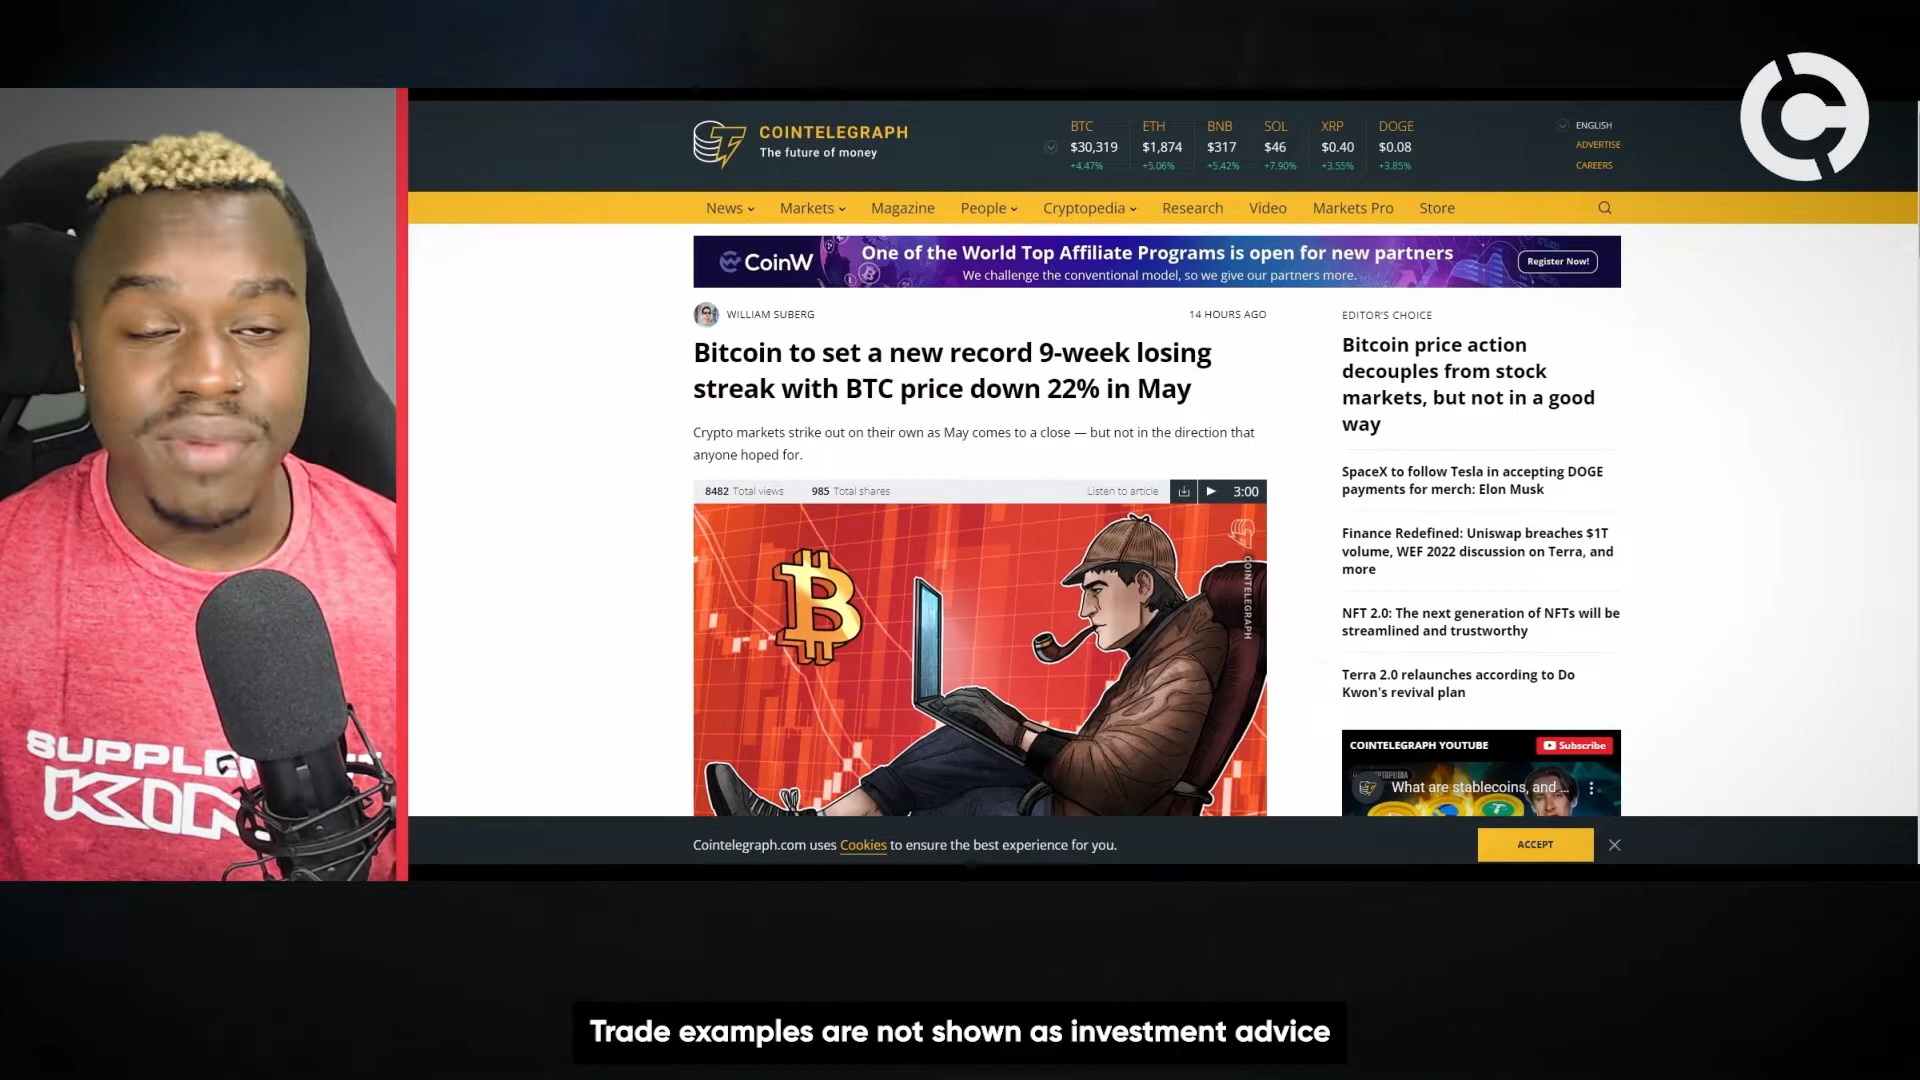 COINTELEGRAPH
The future of money
BTC
$30,319
+4.47%
ETH
$1,874
+5.06%
BNB
$317
+5.42%
SOL
$46
+7.90%
XRP
$0.40
+3.55%
DOGE
$0.08
+3.85%
ENGLISH
ADVERTISE
CAREERS
News Markets Magazine People Cryptopedia Research Video Markets Pro Store
CoinW
One of the World Top Affiliate Programs is open for new partners
We challenge the conventional model, so we give our partners more.
Register Now!
WILLIAM SUBERG
14 HOURS AGO
Bitcoin to set a new record 9-week losing
streak with BTC price down 22% in May
Crypto markets strike out on their own as May comes to a close — but not in the direction that
anyone hoped for.
8482 Total views 985 Total shares
Listen to article 3:00
COINTELEGRAPH
EDITOR'S CHOICE
Bitcoin price action
decouples from stock
markets, but not in a good
way
SpaceX to follow Tesla in accepting DOGE
payments for merch: Elon Musk
Finance Redefined: Uniswap breaches $1T
volume, WEF 2022 discussion on Terra, and
more
NFT 2.0: The next generation of NFTs will be
streamlined and trustworthy
Terra 2.0 relaunches according to Do
Kwon's revival plan
COINTELEGRAPH YOUTUBE
Subscribe
What are stablecoins, and ...
Cointelegraph.com uses Cookies to ensure the best experience for you.
ACCEPT
Trade examples are not shown as investment advice